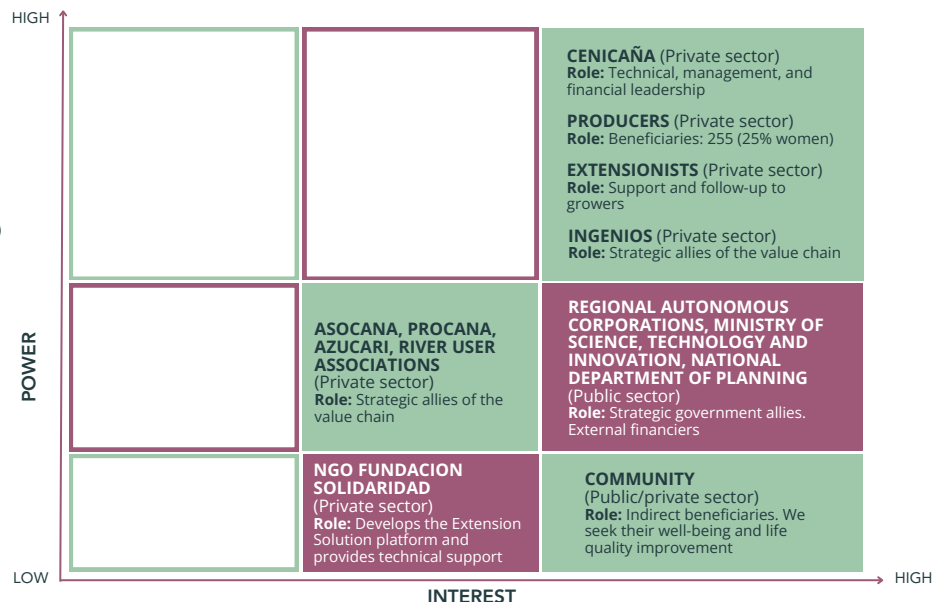 HIGH
CENICAÑA (Private sector)
Role: Technical, management, and
financial leadership
PRODUCERS (Private sector)
Role: Beneficiaries: 255 (25% women)
EXTENSIONISTS (Private sector)
Role: Support and follow-up to
growers
INGENIOS (Private sector)
Role: Strategic allies of the value chain
)
POWER
ASOCANA, PROCANA,
AZUCARI, RIVER USER
ASSOCIATIONS
(Private sector)
Role: Strategic allies of the
value chain
REGIONAL AUTONOMOUS
CORPORATIONS, MINISTRY OF
SCIENCE, TECHNOLOGY AND
INNOVATION, NATIONAL
DEPARTMENT OF PLANNING
(Public sector)
Role: Strategic government allies.
External financiers
NGO FUNDACION
SOLIDARIDAD
(Private sector)
Role: Develops the Extension
Solution platform and
provides technical support
COMMUNITY
(Public/private sector)
Role: Indirect beneficiaries. We
seek their well-being and life
quality improvement
LOW
HIGH
INTEREST